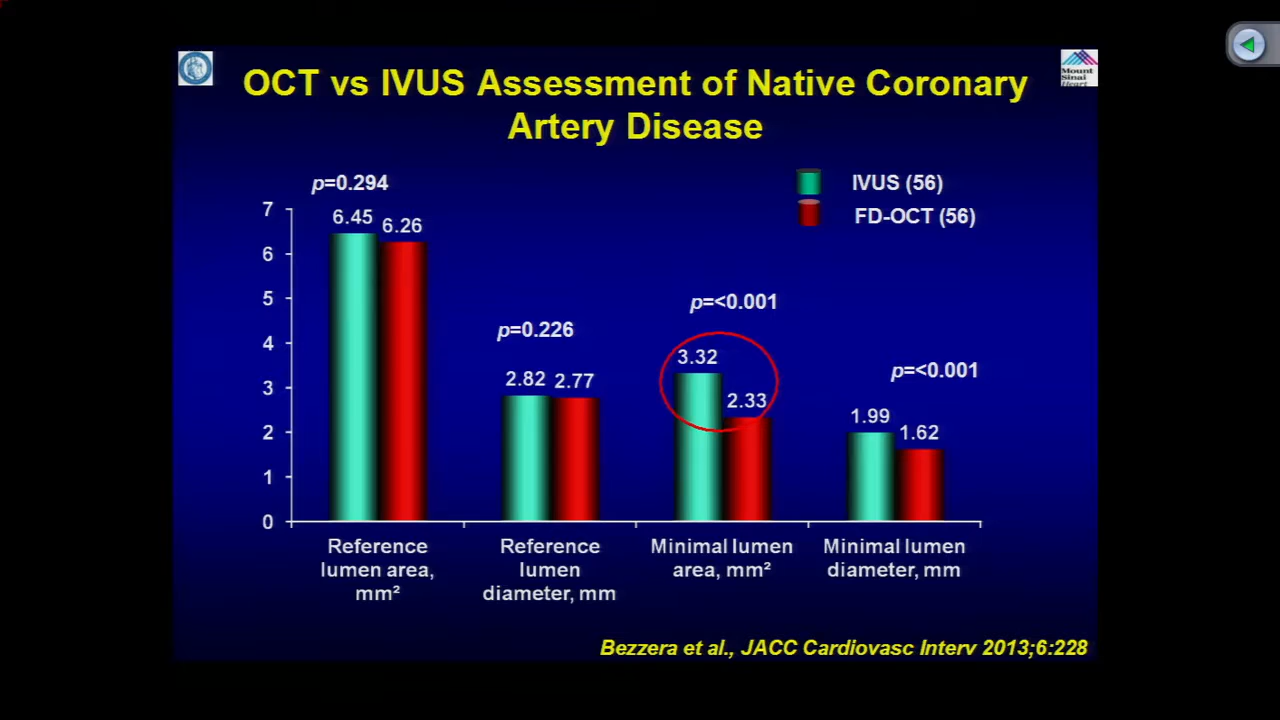 OCT vs IVUS Assessment of Native Coronary
Artery Disease
Mount
Sinai
Heart
IVUS (56)
FD-OCT (56)
p=0.294
p=0.226
p=<0.001
p=<0.001
7
6
5
4
3
2
1
0
6.45
6.26
2.82
2.77
3.32
2.33
1.99
1.62
Reference
lumen area,
mm²
Reference
lumen
diameter, mm
Minimal lumen
area, mm²
Minimal lumen
diameter, mm
Bezzera et al., JACC Cardiovasc Interv 2013;6:228